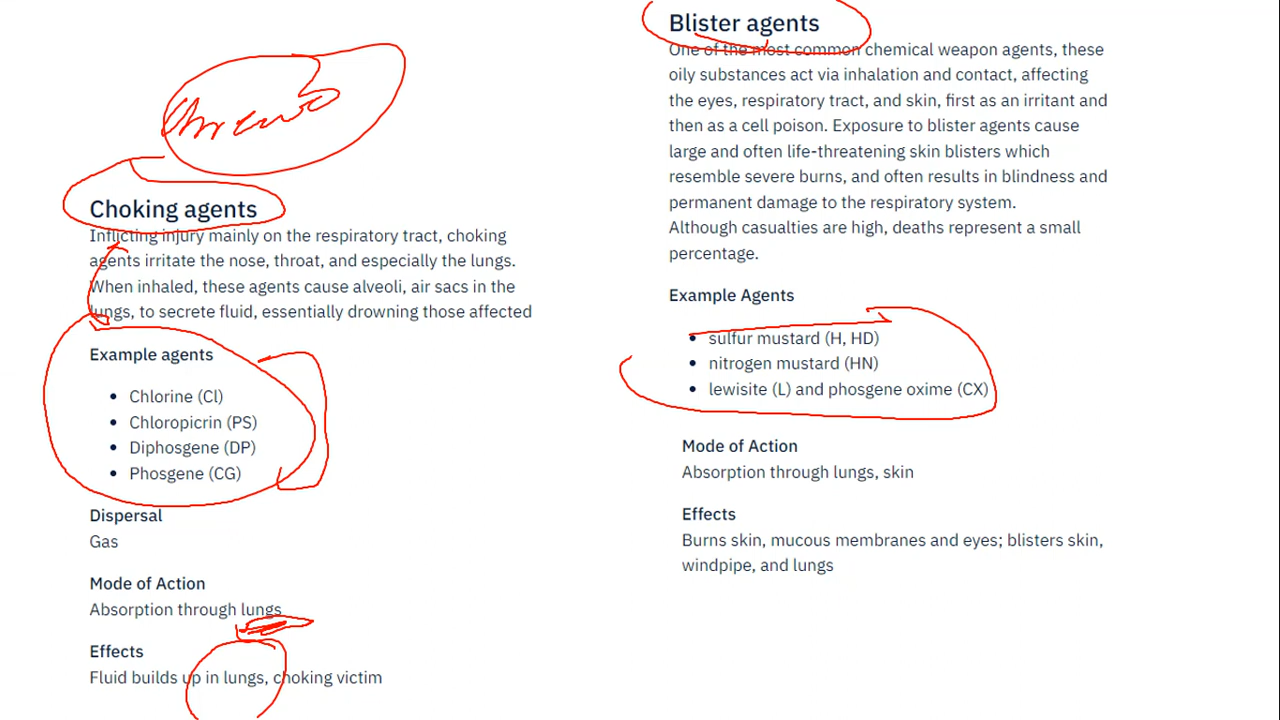 Choking agents
Inflicting injury mainly on the respiratory tract, choking
agents irritate the nose, throat, and especially the lungs.
When inhaled, these agents cause alveoli, air sacs in the
lungs, to secrete fluid, essentially drowning those affected
Example agents
• Chlorine (Cl)
• Chloropicrin (PS)
• Diphosgene (DP)
• Phosgene (CG)
Dispersal
Gas
Mode of Action
Absorption through lungs
Effects
Fluid builds up in lungs, choking victim
Blister agents
One of the most common chemical weapon agents, these
oily substances act via inhalation and contact, affecting
the eyes, respiratory tract, and skin, first as an irritant and
then as a cell poison. Exposure to blister agents cause
large and often life-threatening skin blisters which
resemble severe burns, and often results in blindness and
permanent damage to the respiratory system.
Although casualties are high, deaths represent a small
percentage.
Example Agents
• sulfur mustard (H, HD)
• nitrogen mustard (HN)
• lewisite (L) and phosgene oxime (CX)
Mode of Action
Absorption through lungs, skin
Effects
Burns skin, mucous membranes and eyes; blisters skin,
windpipe, and lungs